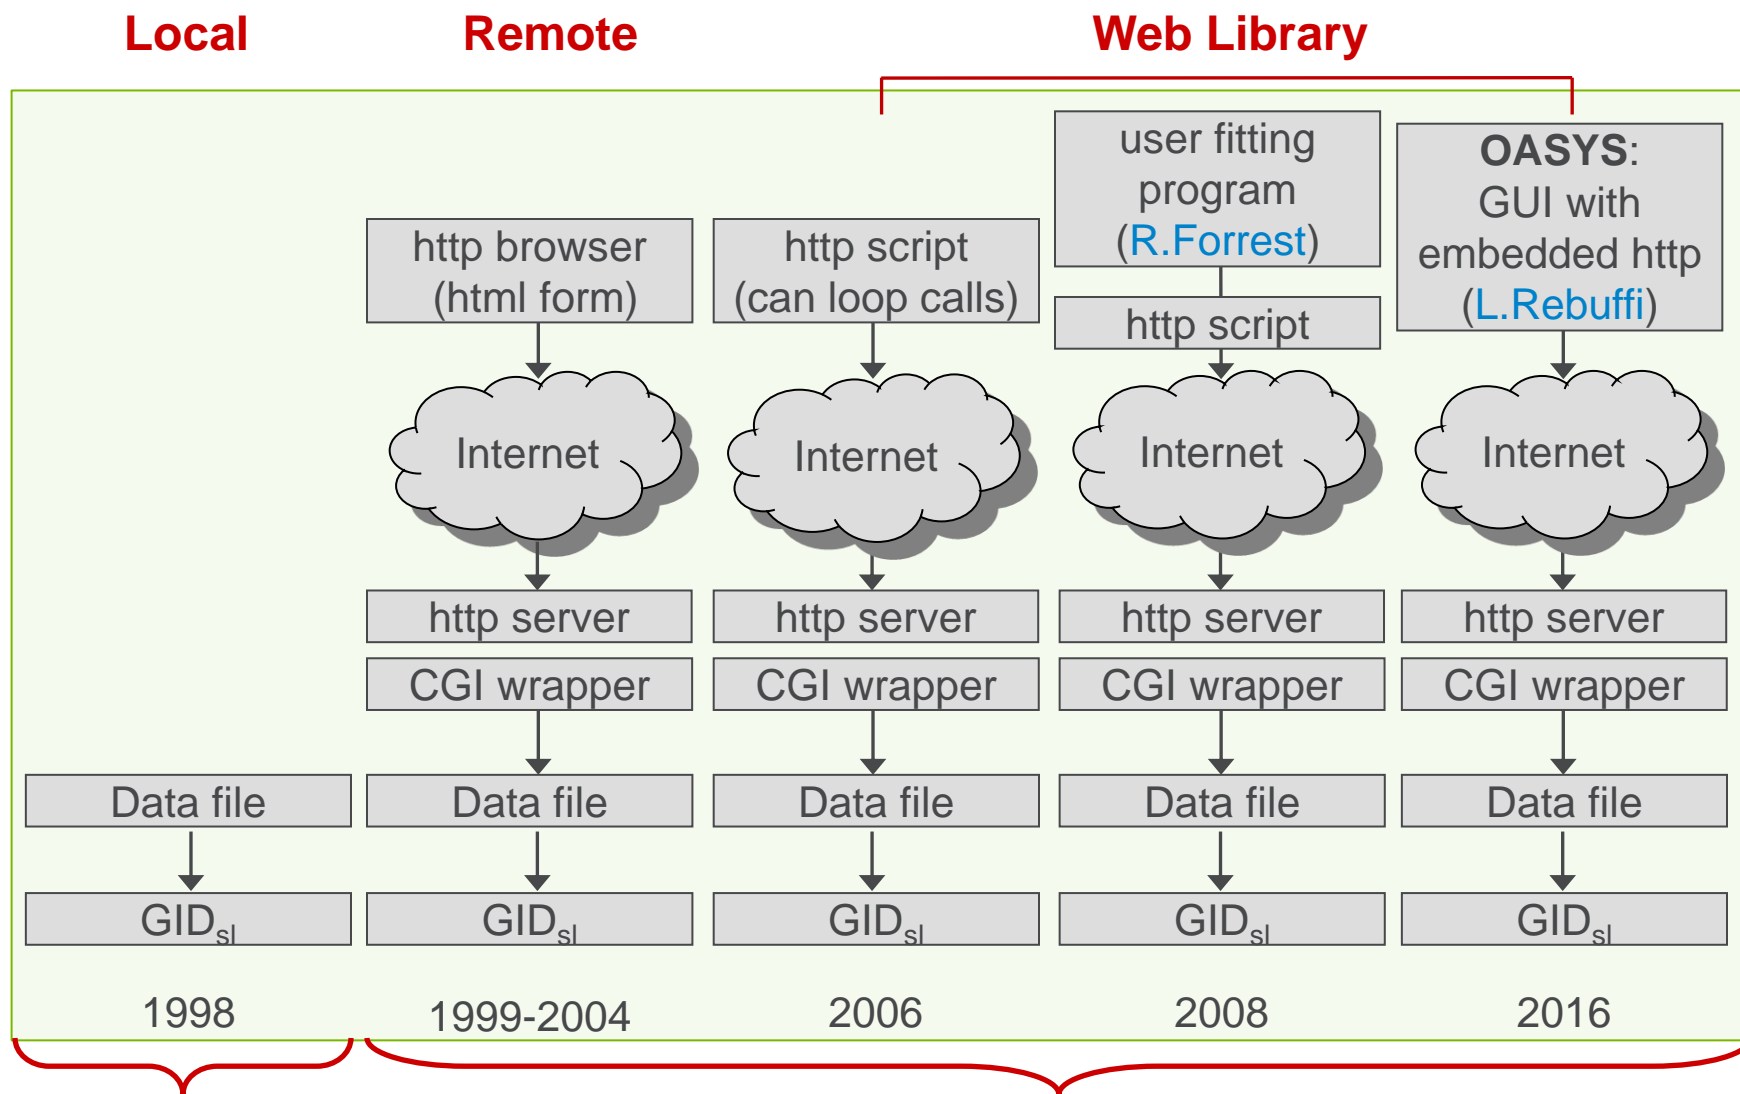 Local
Remote
Web Library
http browser
(html form)
http script
(can loop calls)
user fitting
program
(R.Forrest)
http script
OASYS:
GUI with
embedded http
(L.Rebuffi)
Internet
Internet
Internet
Internet
http server
http server
http server
http server
CGI wrapper
CGI wrapper
CGI wrapper
CGI wrapper
Data file
Data file
Data file
Data file
Data file
GIDsl
GIDsl
GIDsl
GIDsl
GIDsl
1998
1999-2004
2006
2008
2016